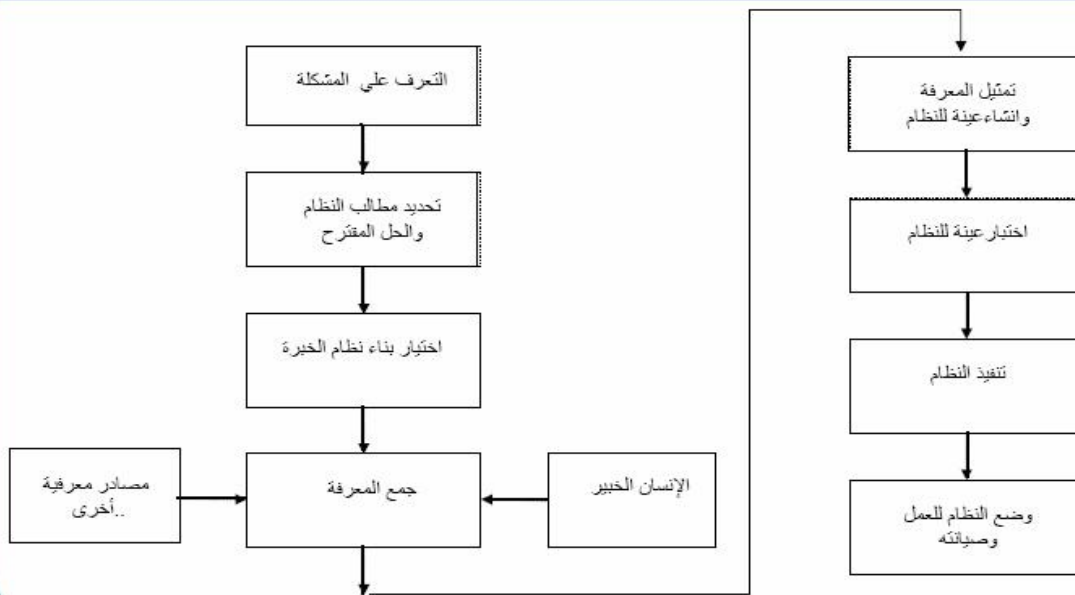 التعرف علي المشكلة
تحديد مطالب النظام
والحل المقترح
اختيار بناء نظام الخبرة
مصادر معرفية
أخرى..
جمع المعرفة
الإنسان الخبير
تمثيل المعرفة
وانشاءعينة للنظام
اختبارعينة للنظام
تنفيذ النظام
وضع النظام للعمل
وصيانته